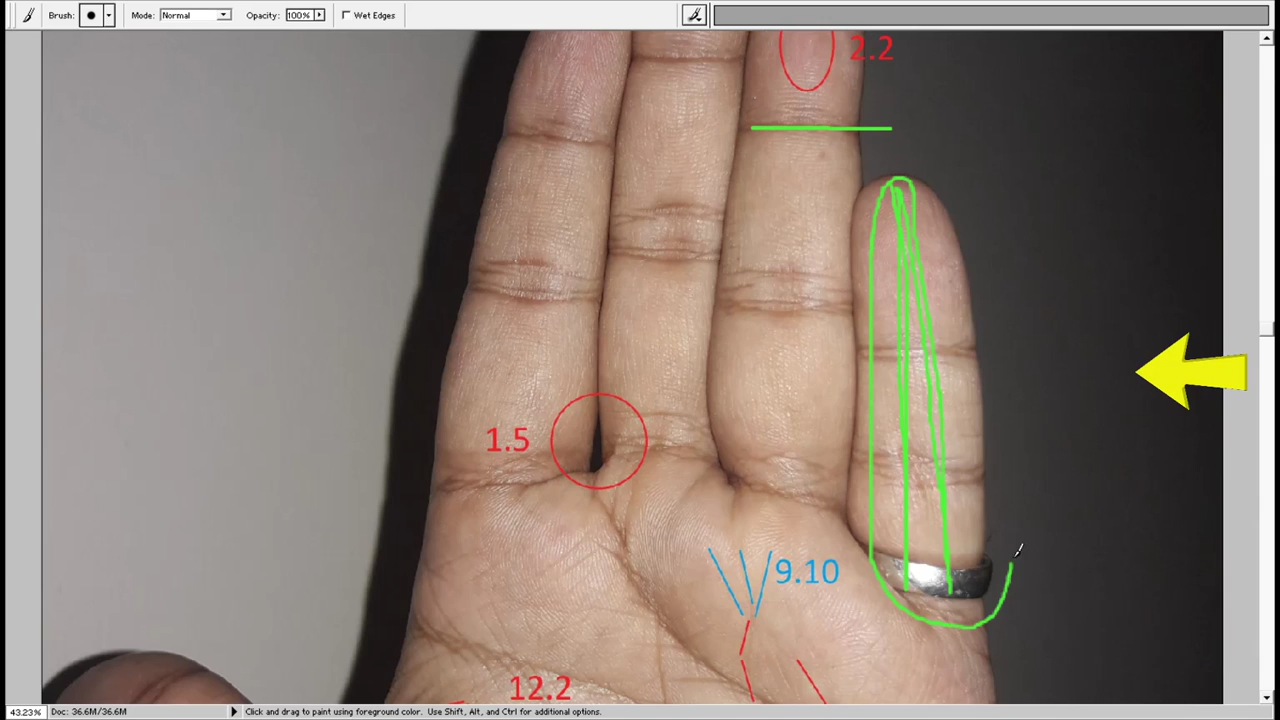 Brush: Mode: Normal Opacity: 100% Wet Edges
2.2
1.5
9.10
12.2
43.23% Doc: 36.6M/36.6M Click and drag to paint using foreground color. Use Shift, Alt, and Ctrl for additional options.